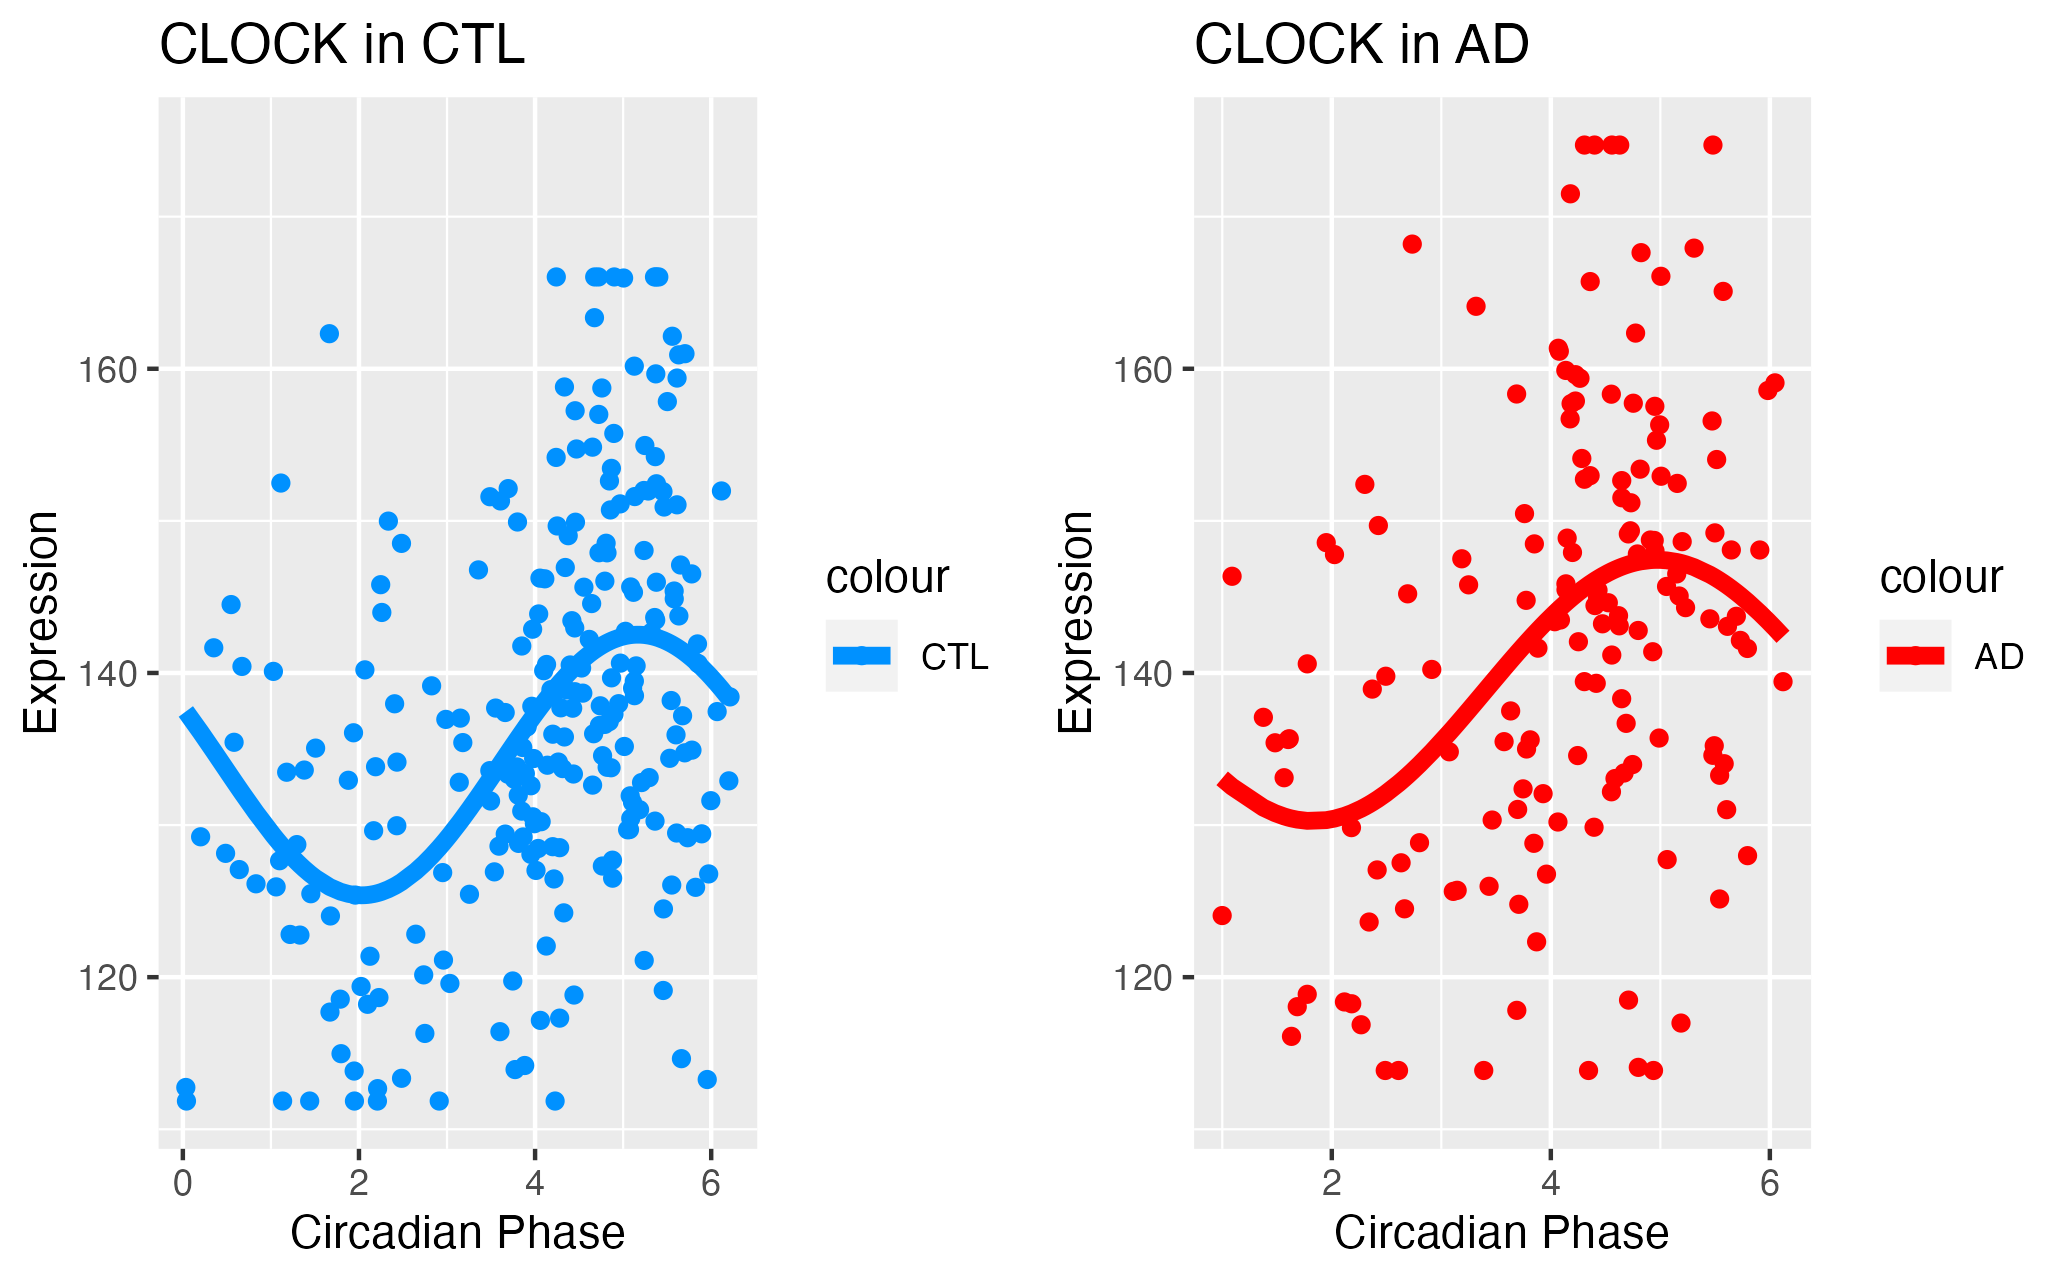 CLOCK in CTL
Expression
160
140
120
0 2 4 6
Circadian Phase
colour
CTL
CLOCK in AD
Expression
160
140
120
2 4 6
Circadian Phase
colour
AD